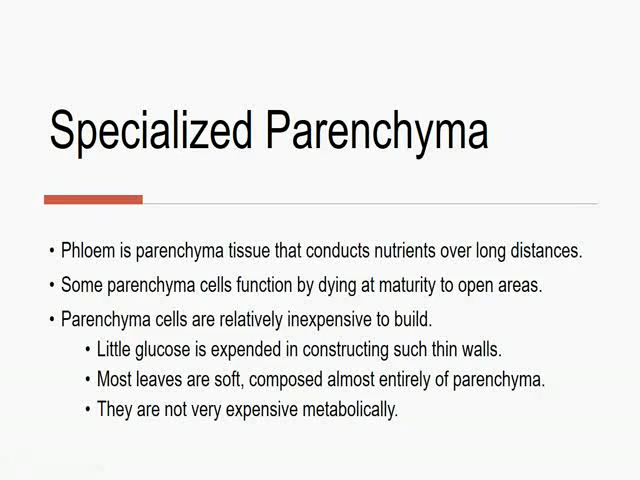 Specialized Parenchyma
• Phloem is parenchyma tissue that conducts nutrients over long distances.
• Some parenchyma cells function by dying at maturity to open areas.
• Parenchyma cells are relatively inexpensive to build.
• Little glucose is expended in constructing such thin walls.
• Most leaves are soft, composed almost entirely of parenchyma.
• They are not very expensive metabolically.